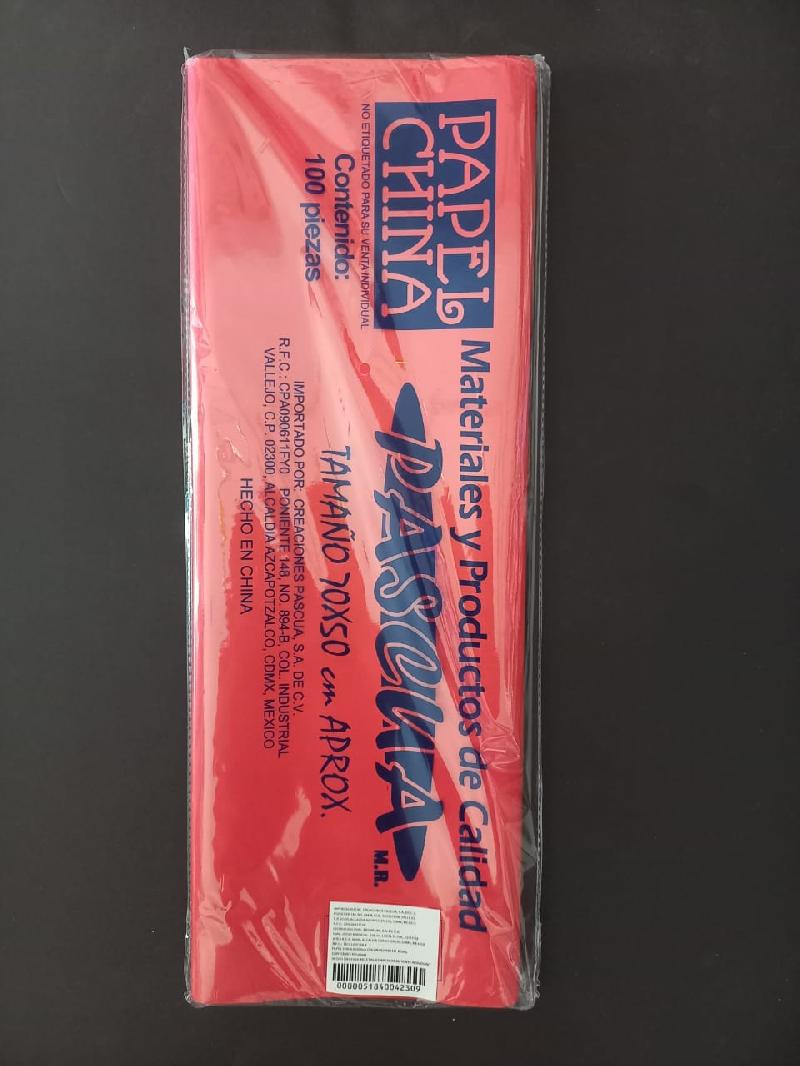 PAPEL
CHINA
NO ETIQUETADO PARA SU VENTA INDIVIDUAL
Contenido:
100 piezas
Materiales y Productos de Calidad
PASCUA
M.R.
TAMAÑO 70X50 cm APROX.
IMPORTADO POR: CREACIONES PASCUA, S.A. DE C.V.
R.F.C.: CPA090611FY0 PONIENTE 148, NO. 894-B, COL. INDUSTRIAL
VALLEJO, C.P. 02300, ALCALDIA AZCAPOTZALCO, CDMX, MEXICO
HECHO EN CHINA